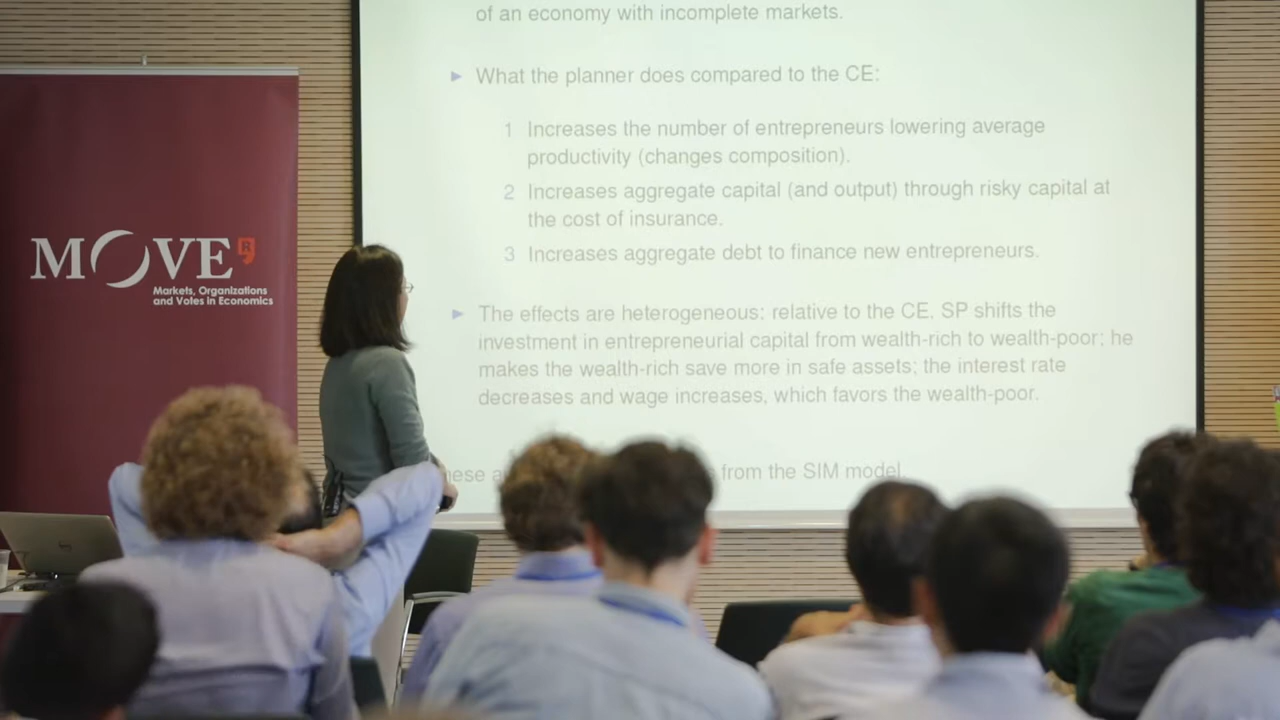 of an economy with incomplete markets.
What the planner does compared to the CE:
1 Increases the number of entrepreneurs lowering average
productivity (changes composition).
2 Increases aggregate capital (and output) through risky capital at
the cost of insurance.
3 Increases aggregate debt to finance new entrepreneurs.
The effects are heterogeneous: relative to the CE, SP shifts the
investment in entrepreneurial capital from wealth-rich to wealth-poor; he
makes the wealth-rich save more in safe assets; the interest rate
decreases and wage increases, which favors the wealth-poor.
from the SIM model
MOVE R
Markets, Organizations
and Votes in Economics